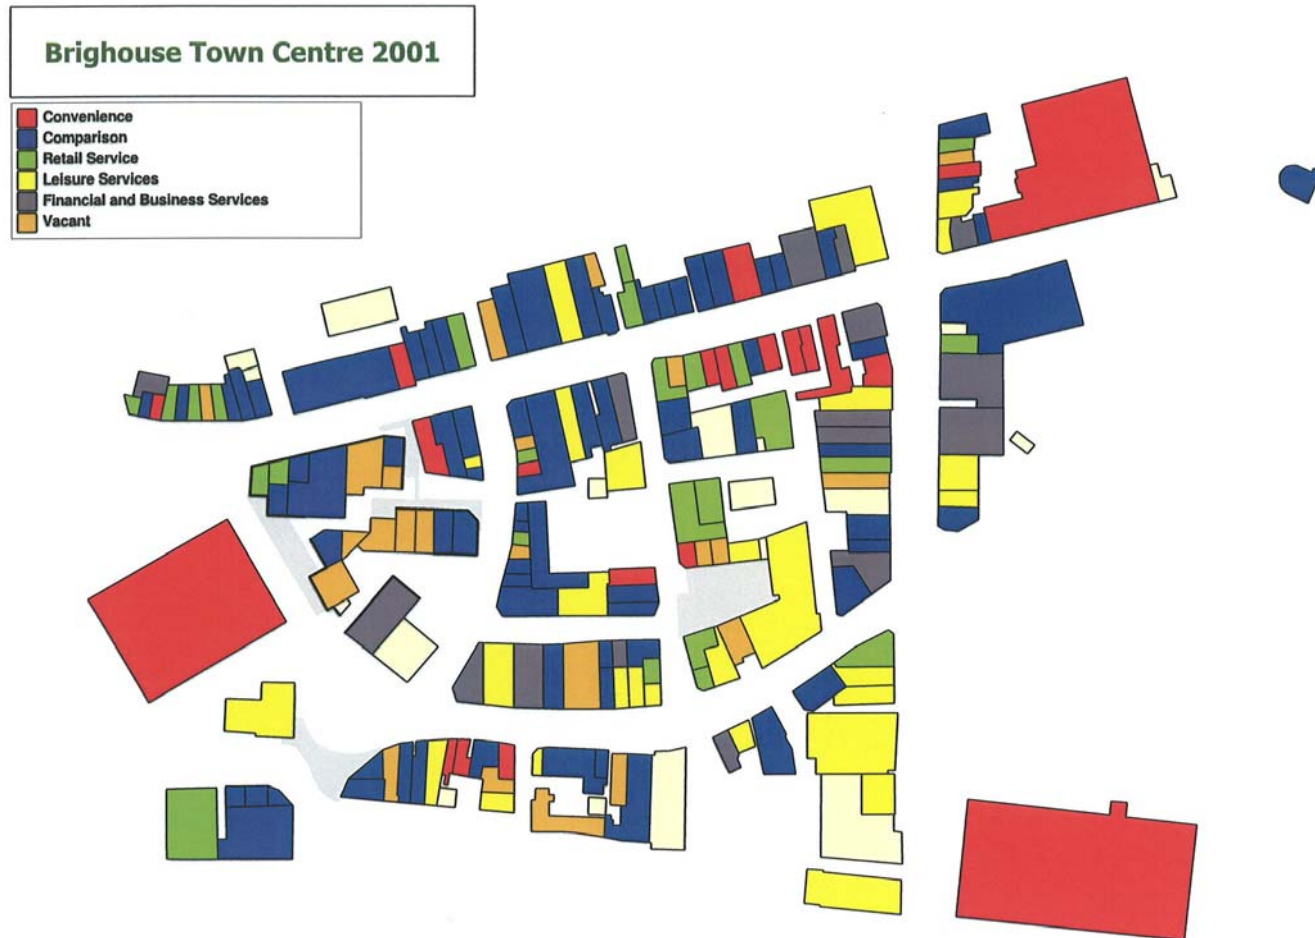 Brighouse Town Centre 2001
Convenience
Comparison
Retail Service
Leisure Services
Financial and Business Services
Vacant